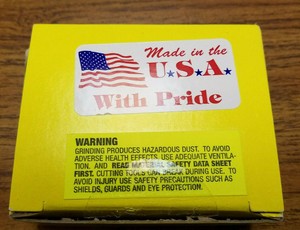 Made in the
U.S.A.
With Pride
WARNING
GRINDING PRODUCES HAZARDOUS DUST. TO AVOID
ADVERSE HEALTH EFFECTS, USE ADEQUATE VENTILA-
TION. AND READ MATERIAL SAFETY DATA SHEET
FIRST. CUTTING TOOLS CAN BREAK DURING USE. TO
AVOID INJURY USE SAFETY PRECAUTIONS SUCH AS
SHIELDS, GUARDS AND EYE PROTECTION.